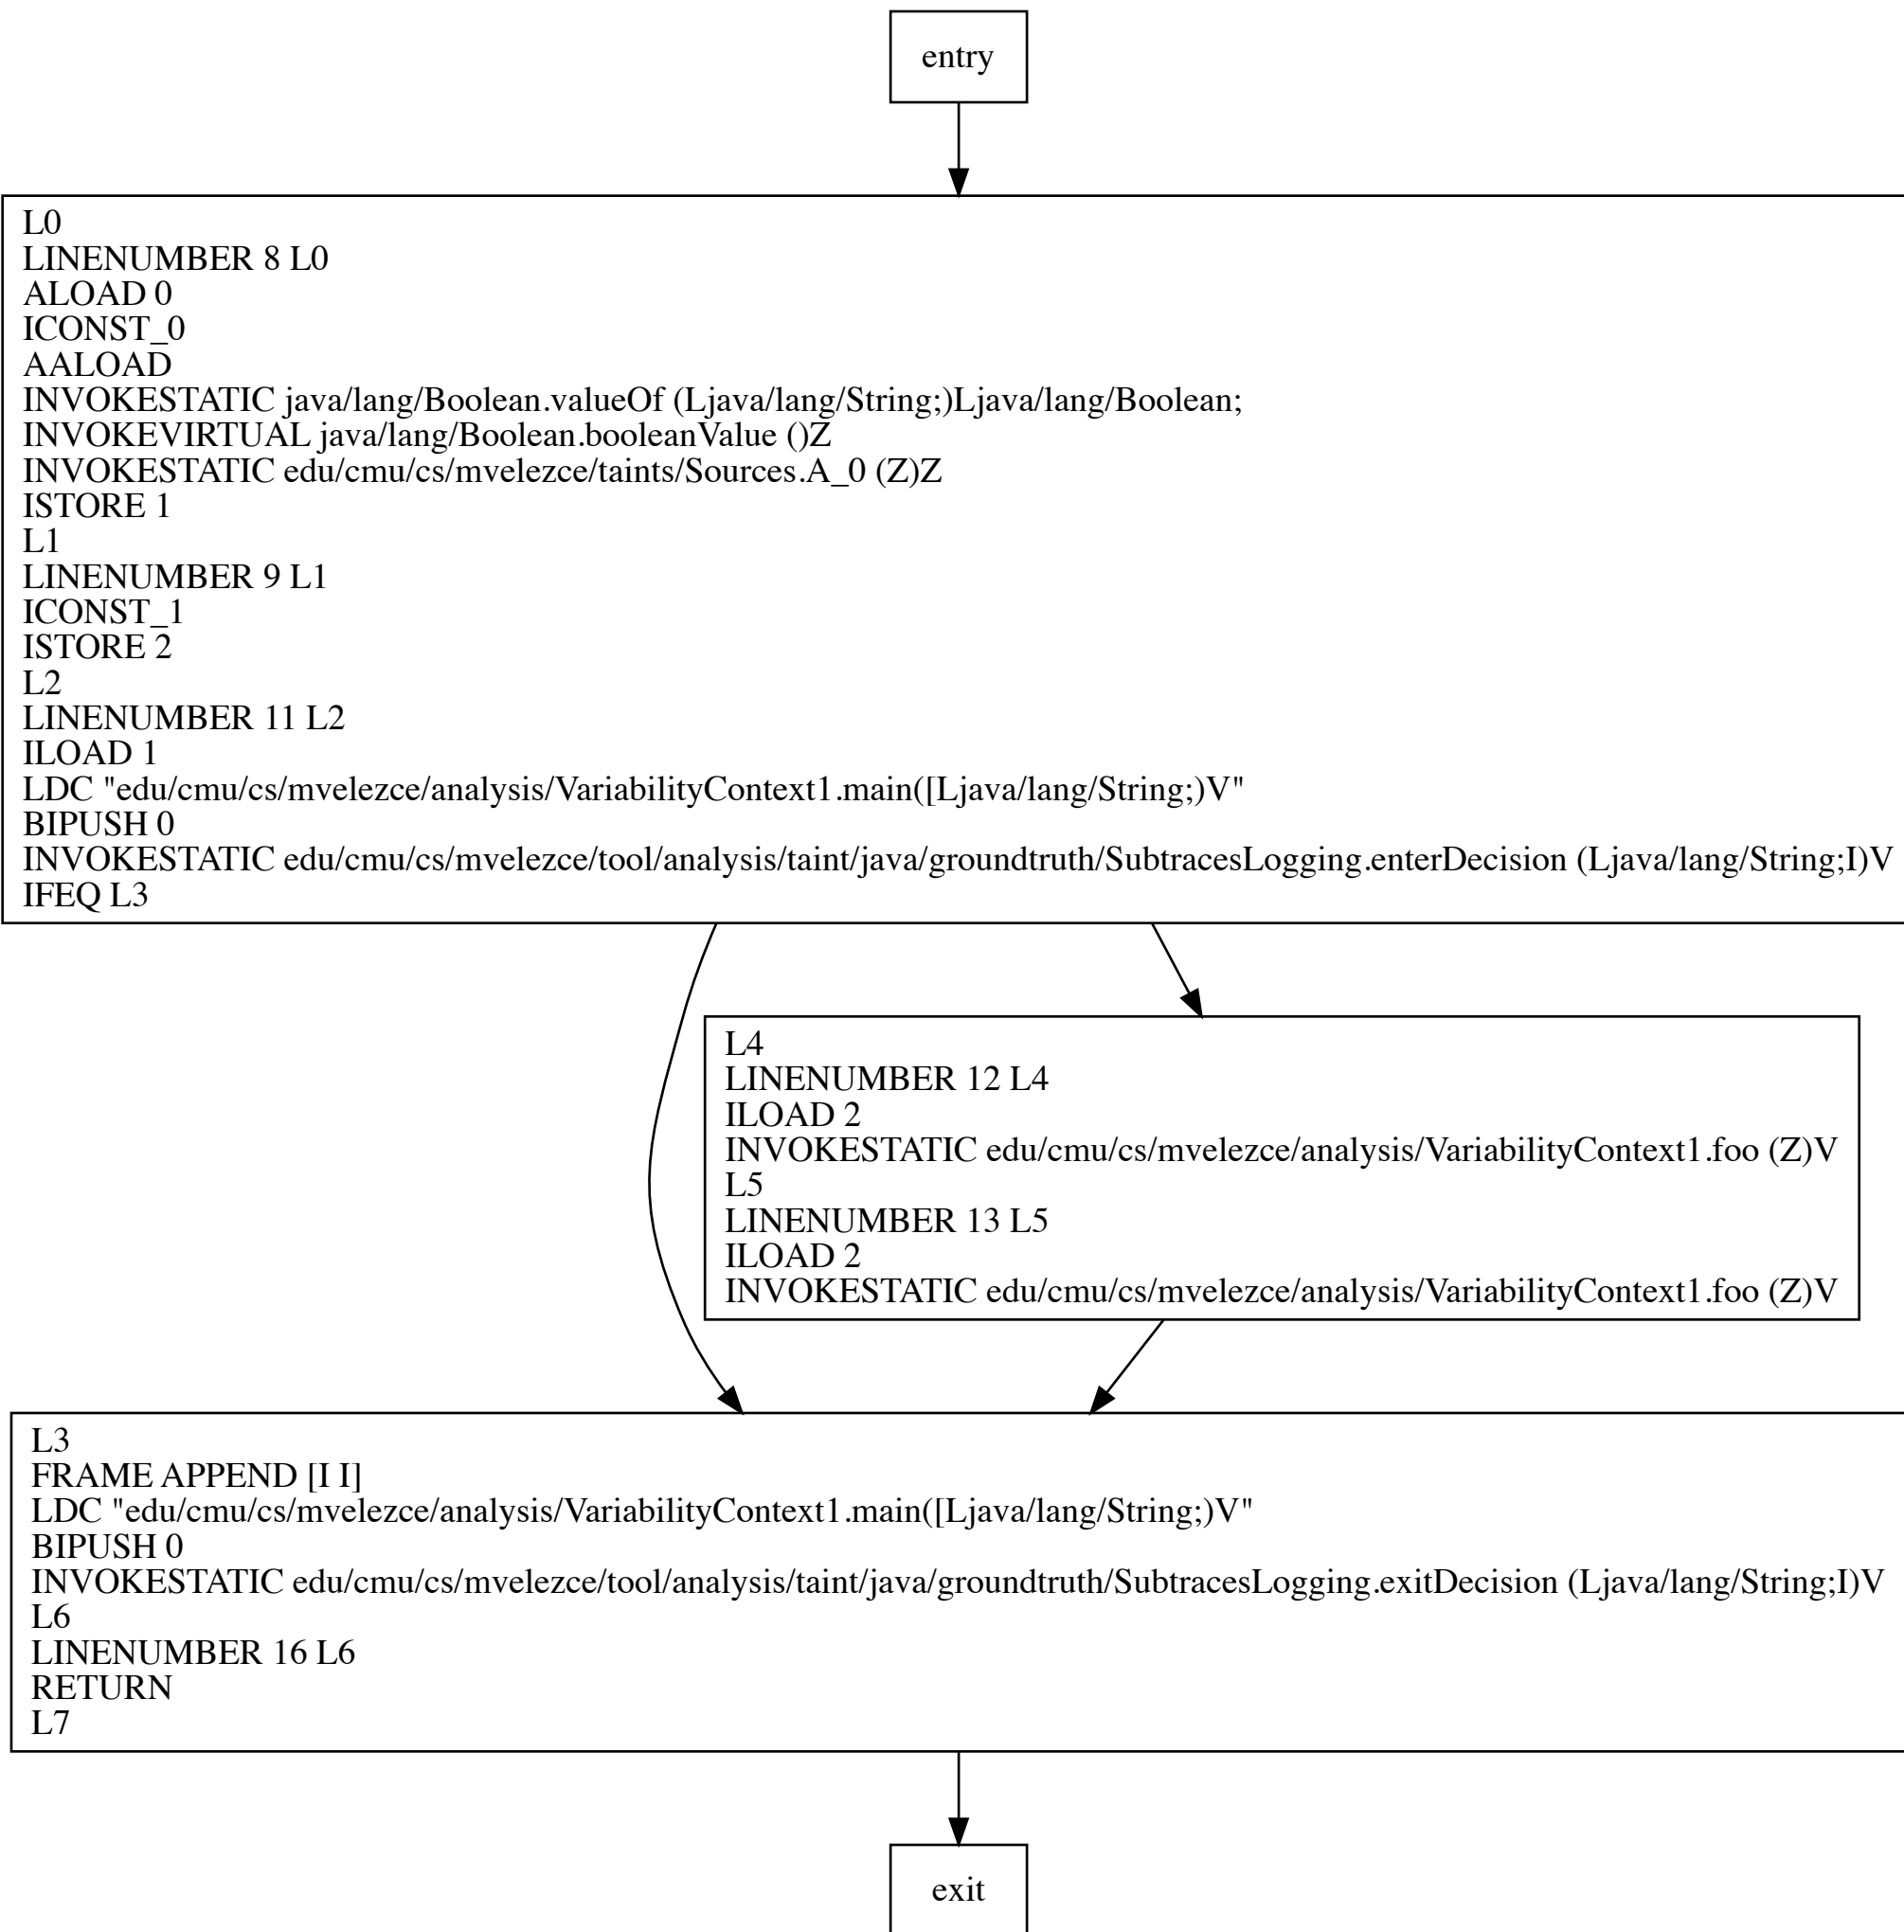 entry
L0
LINENUMBER 8 L0
ALOAD 0
ICONST_0
AALOAD
INVOKESTATIC java/lang/Boolean.valueOf (Ljava/lang/String;)Ljava/lang/Boolean;
INVOKEVIRTUAL java/lang/Boolean.booleanValue ()Z
INVOKESTATIC edu/cmu/cs/mvelezce/taints/Sources.A_0 (Z)Z
ISTORE 1
L1
LINENUMBER 9 L1
ICONST_1
ISTORE 2
L2
LINENUMBER 11 L2
ILOAD 1
LDC "edu/cmu/cs/mvelezce/analysis/VariabilityContext1.main([Ljava/lang/String;)V"
BIPUSH 0
INVOKESTATIC edu/cmu/cs/mvelezce/tool/analysis/taint/java/groundtruth/SubtracesLogging.enterDecision (Ljava/lang/String;I)V
IFEQ L3
L4
LINENUMBER 12 L4
ILOAD 2
INVOKESTATIC edu/cmu/cs/mvelezce/analysis/VariabilityContext1.foo (Z)V
L5
LINENUMBER 13 L5
ILOAD 2
INVOKESTATIC edu/cmu/cs/mvelezce/analysis/VariabilityContext1.foo (Z)V
L3
FRAME APPEND [I I]
LDC "edu/cmu/cs/mvelezce/analysis/VariabilityContext1.main([Ljava/lang/String;)V"
BIPUSH 0
INVOKESTATIC edu/cmu/cs/mvelezce/tool/analysis/taint/java/groundtruth/SubtracesLogging.exitDecision (Ljava/lang/String;I)V
L6
LINENUMBER 16 L6
RETURN
L7
exit